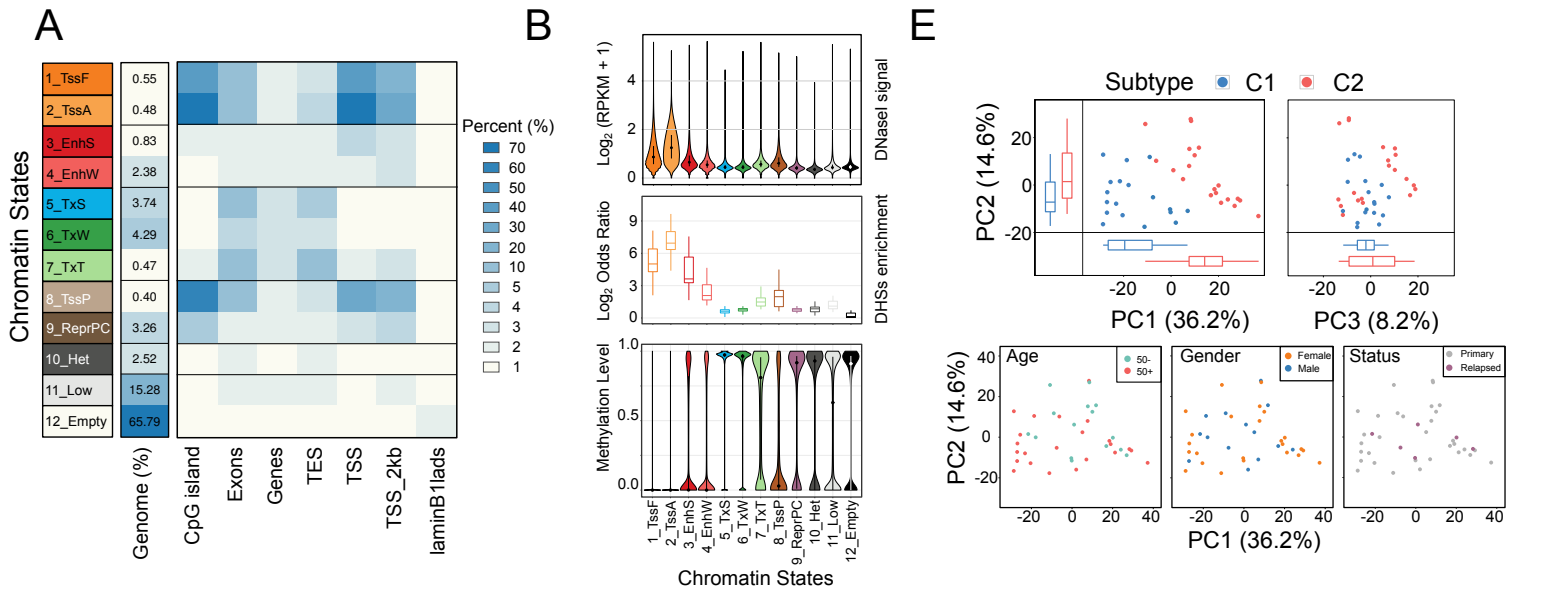 A
1_TssF
0.55
2_TssA
0.48
3_EnhS
0.83
4_EnhW
2.38
5_TxS
3.74
6_TxW
4.29
7_TxT
0.47
8_TssP
0.40
9_ReprPC
3.26
10_Het
2.52
11_Low
15.28
12_Empty
65.79
Chromatin States
Genome (%)
CpG island
Exons
Genes
TES
TSS
TSS_2kb
laminB1lads
Percent (%)
70
60
50
40
30
20
10
5
4
3
2
1
B
Log2 (RPKM + 1)
4
2
0
DNaseI signal
Log2 Odds Ratio
9
6
3
0
DHSs enrichment
Methylation Level
1.0
0.5
0.0
1_TssF
2_TssA
3_EnhS
4_EnhW
5_TxS
6_TxW
7_TxT
8_TssP
9_ReprPC
10_Het
11_Low
12_Empty
Chromatin States
E
Subtype C1 C2
PC2 (14.6%)
20
0
-20
-20 0 20
-20 0 20
PC1 (36.2%)
PC3 (8.2%)
PC2 (14.6%)
40
20
0
-20
Age
50-
50+
Gender
Female
Male
Status
Primary
Relapsed
-20 0 20 40
-20 0 20 40
-20 0 20 40
PC1 (36.2%)